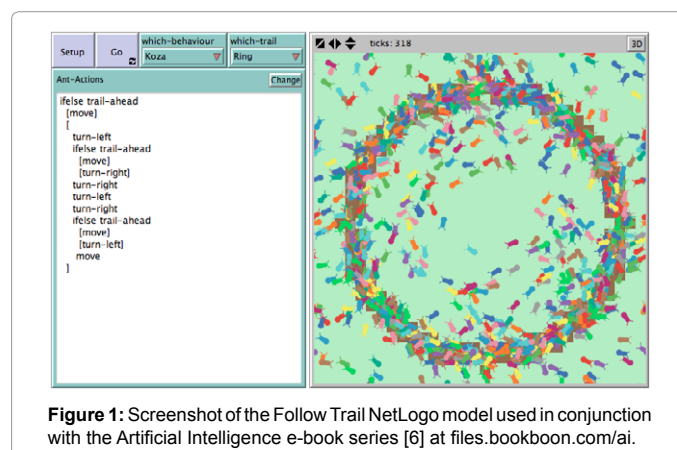 Setup
Go
which-behaviour
Koza
which-trail
Ring
ticks: 318
3D
Ant-Actions
Change
ifelse trail-ahead
[move]
[
turn-left
ifelse trail-ahead
[move]
[turn-right]
turn-right
turn-left
turn-right
ifelse trail-ahead
[move]
[turn-left]
move
]
Figure 1: Screenshot of the Follow Trail NetLogo model used in conjunction
with the Artificial Intelligence e-book series [6] at files.bookboon.com/ai.